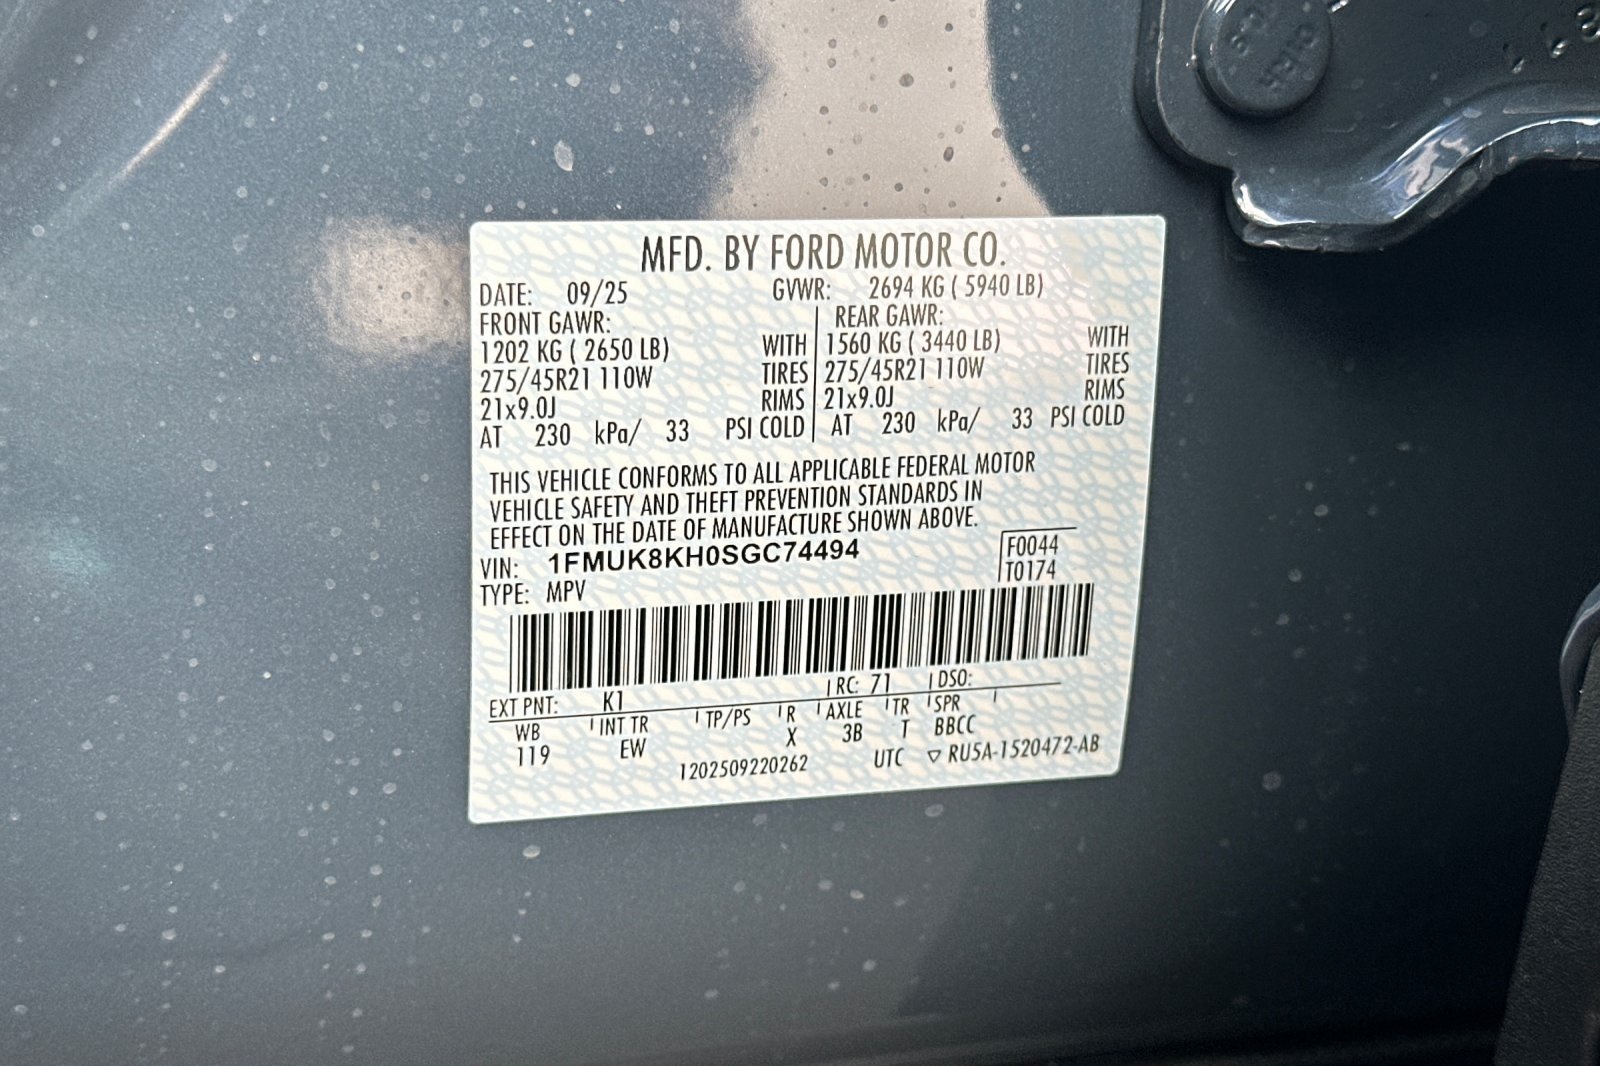 MFD. BY FORD MOTOR CO.
DATE: 09/25 GVWR: 2694 KG ( 5940 LB)
FRONT GAWR: REAR GAWR:
1202 KG ( 2650 LB) WITH 1560 KG ( 3440 LB) WITH
275/45R21 110W TIRES 275/45R21 110W TIRES
21x9.0J RIMS 21x9.0J RIMS
AT 230 kPa/ 33 PSI COLD AT 230 kPa/ 33 PSI COLD
THIS VEHICLE CONFORMS TO ALL APPLICABLE FEDERAL MOTOR
VEHICLE SAFETY AND THEFT PREVENTION STANDARDS IN
EFFECT ON THE DATE OF MANUFACTURE SHOWN ABOVE.
VIN: 1FMUK8KH0SGC74494 F0044
TYPE: MPV T0174
EXT PNT: K1 RC: 71 DSO:
WB INT TR TP/PS R AXLE TR SPR
119 EW X 3B T BBCC
1202509220262 UTC ▽ RU5A-1520472-AB